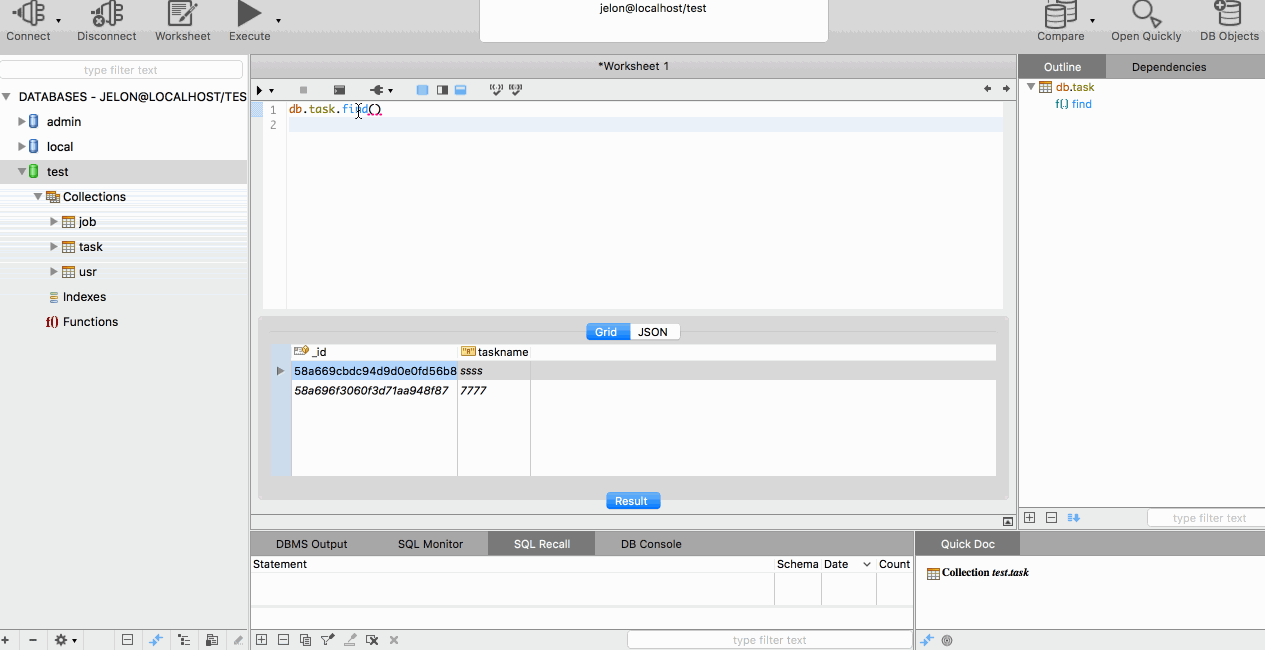 jelon@localhost/test
Connect Disconnect Worksheet Execute Compare Open Quickly DB Objects
type filter text
DATABASES - JELON@LOCALHOST/TES
admin
local
test
Collections
job
task
usr
Indexes
f() Functions
*Worksheet 1
1 db.task.find()
2
Grid JSON
_id taskname
58a669cbdc94d9d0e0fd56b8 ssss
58a696f3060f3d71aa948f87 7777
Result
Outline Dependencies
db.task
f(.) find
type filter text
DBMS Output SQL Monitor SQL Recall DB Console
Statement Schema Date Count
type filter text
Quick Doc
Collection test.task